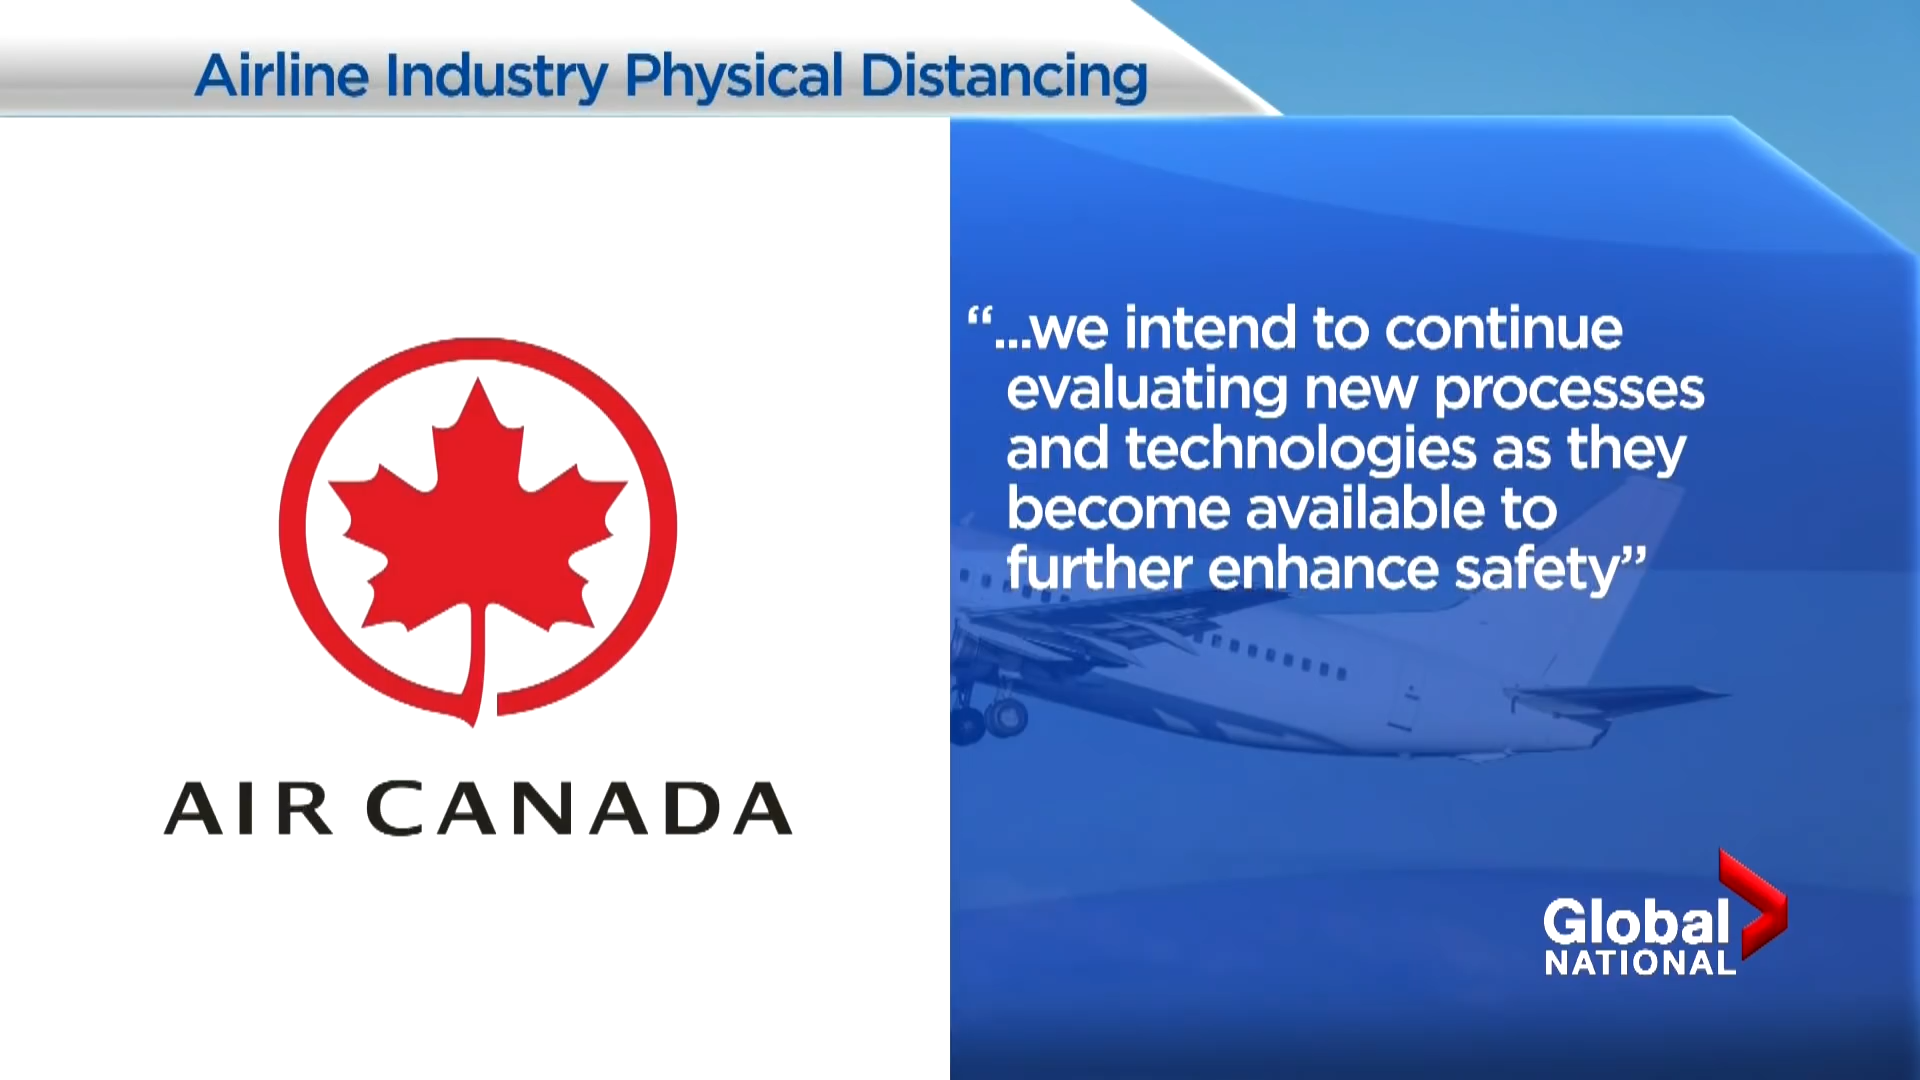 Airline Industry Physical Distancing
AIR CANADA
“...we intend to continue
evaluating new processes
and technologies as they
become available to
further enhance safety”
Global
NATIONAL